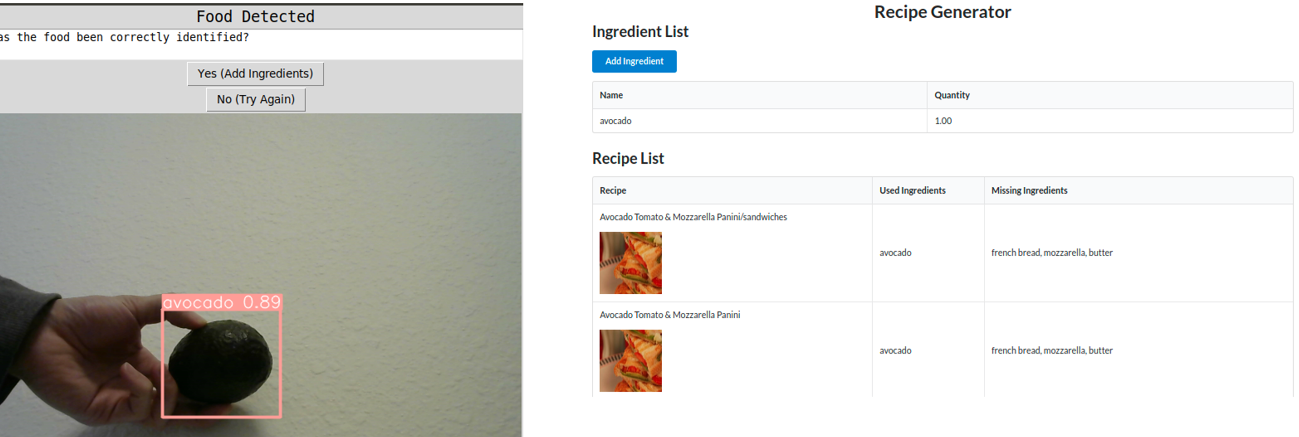 Food Detected
as the food been correctly identified?
Yes (Add Ingredients)
No (Try Again)
avocado 0.89
Recipe Generator
Ingredient List
Add Ingredient
Name Quantity
avocado 1.00
Recipe List
Recipe Used Ingredients Missing Ingredients
Avocado Tomato & Mozzarella Panini/sandwiches
avocado french bread, mozzarella, butter
Avocado Tomato & Mozzarella Panini
avocado french bread, mozzarella, butter